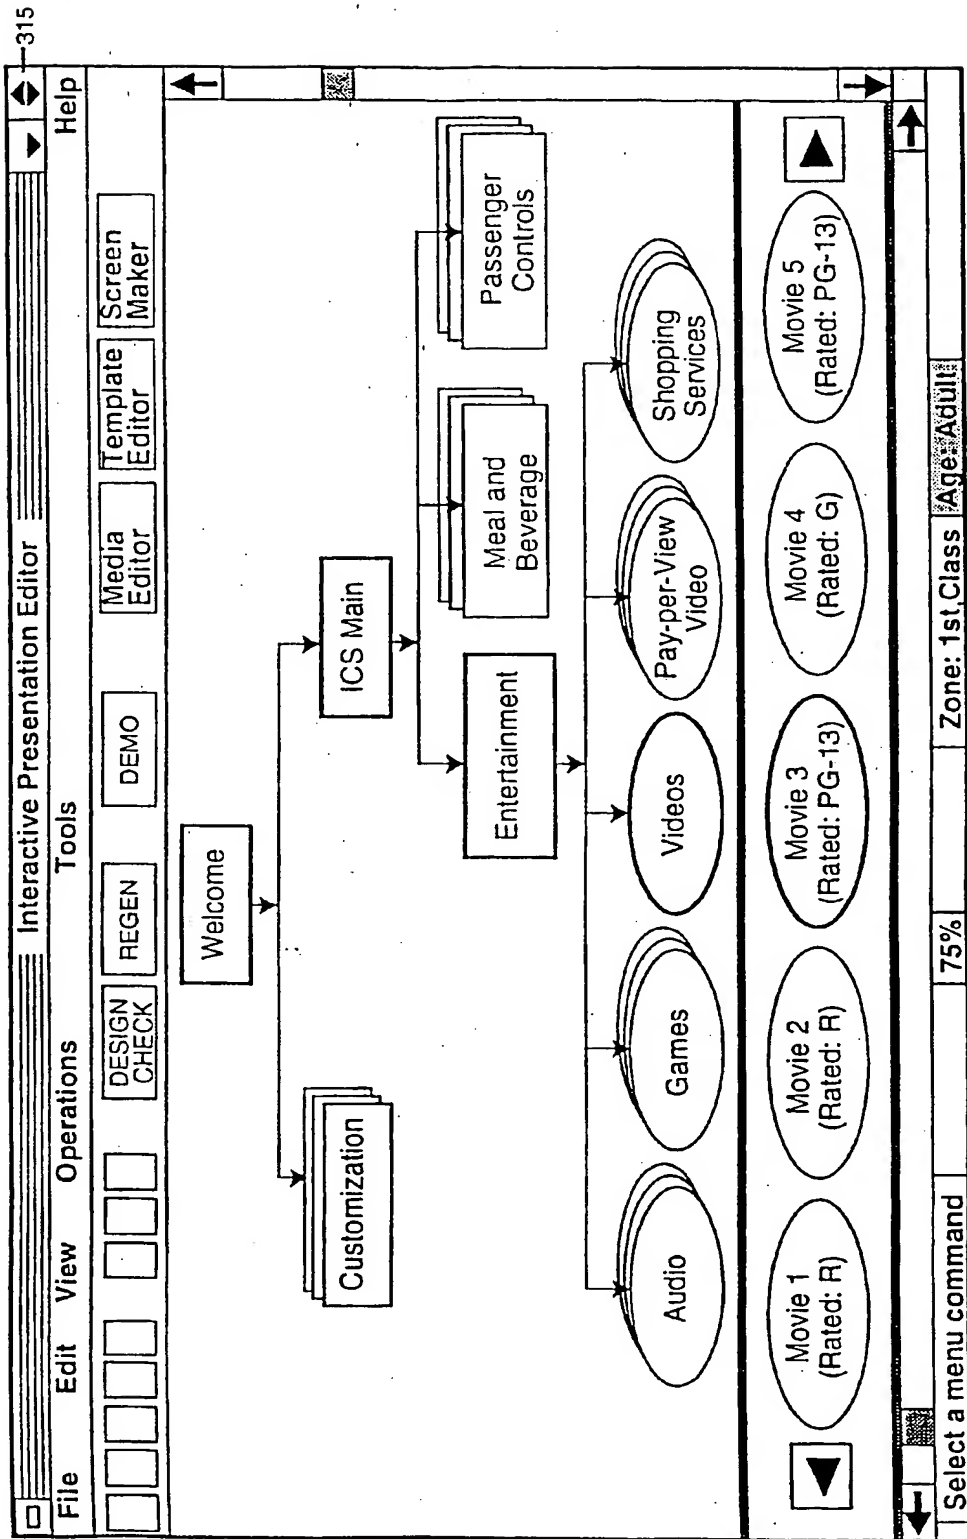 315
Interactive Presentation Editor
File Edit View Operations Tools Help
DESIGN
CHECK
REGEN
DEMO
Media
Editor
Template
Editor
Screen
Maker
Welcome
Customization
ICS Main
Entertainment
Meal and
Beverage
Passenger
Controls
Audio
Games
Videos
Pay-per-View
Video
Shopping
Services
Movie 1
(Rated: R)
Movie 2
(Rated: R)
Movie 3
(Rated: PG-13)
Movie 4
(Rated: G)
Movie 5
(Rated: PG-13)
Select a menu command 75% Zone: 1st Class Age: Adult